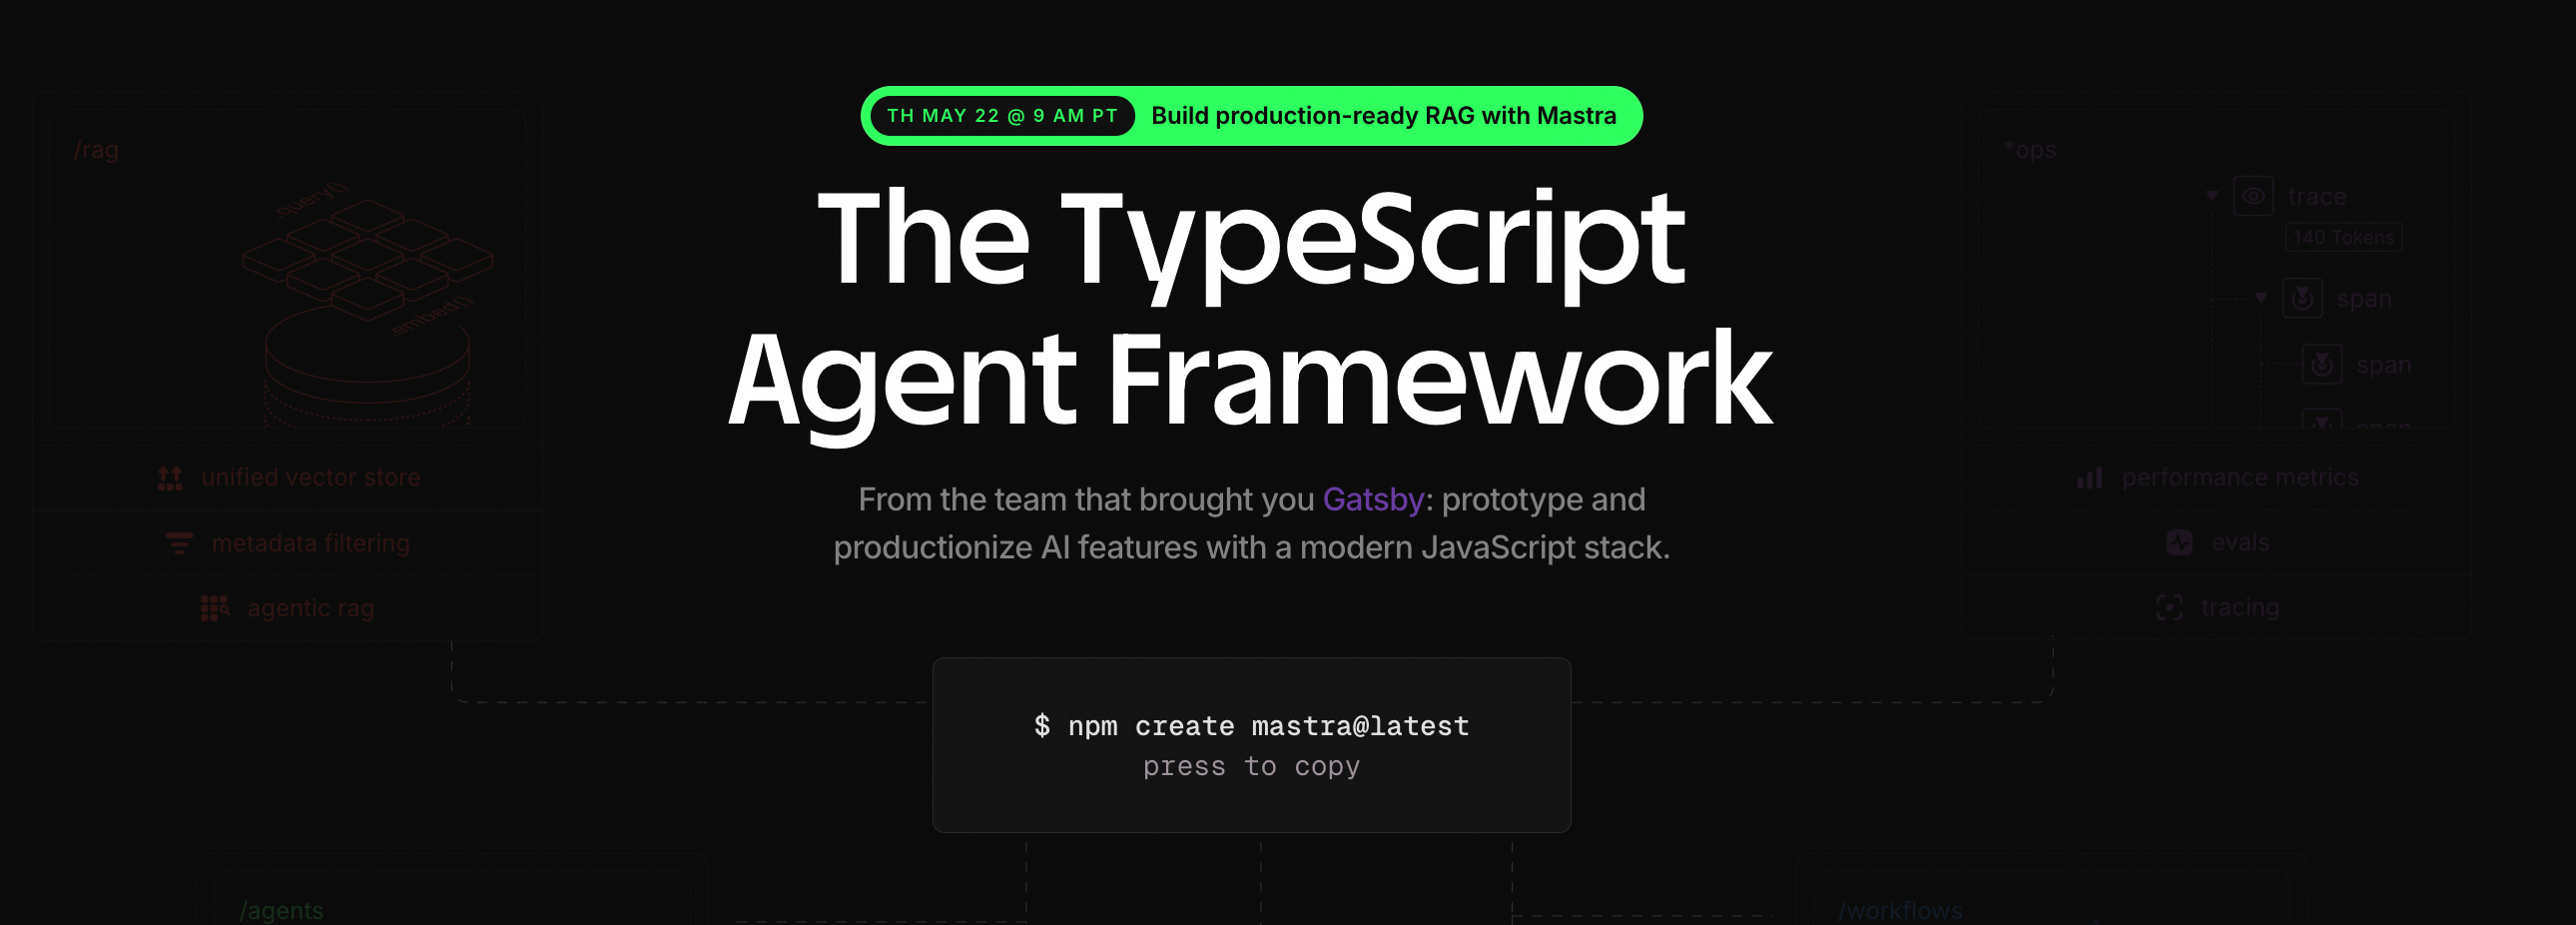 TH MAY 22 @ 9 AM PT Build production-ready RAG with Mastra
The TypeScript
Agent Framework
From the team that brought you Gatsby: prototype and
productionize AI features with a modern JavaScript stack.
$ npm create mastra@latest
press to copy
/rag
.query()
embed()
unified vector store
metadata filtering
agentic rag
*ops
trace
140 Tokens
span
span
span
performance metrics
evals
tracing
/agents
/workflows